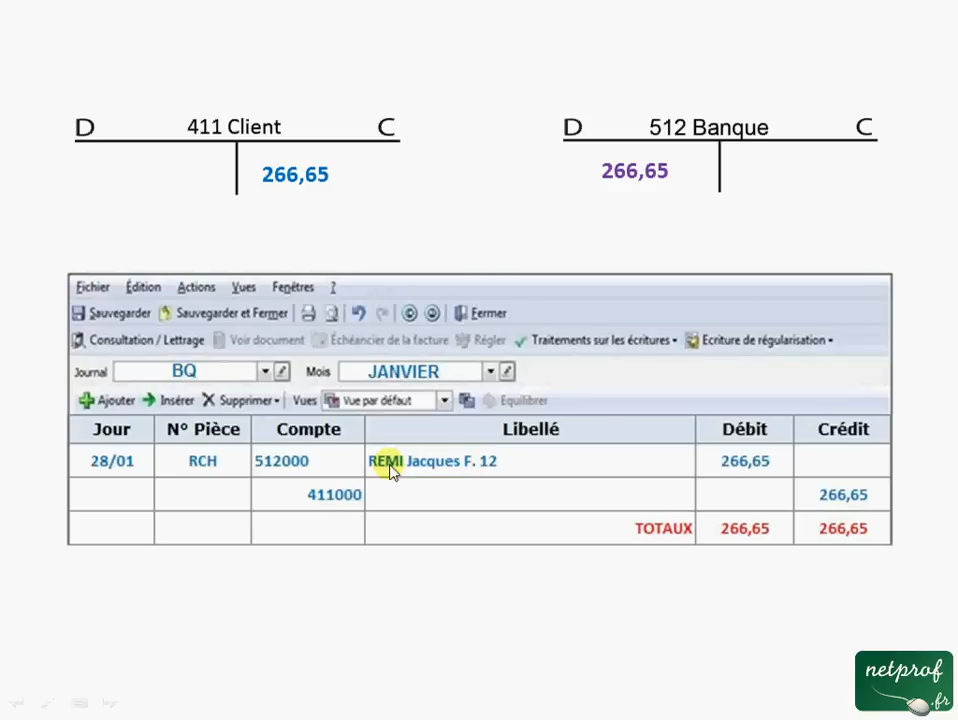 D 411 Client C
266,65
D 512 Banque C
266,65
Fichier Édition Actions Vues Fenêtres ?
Sauvegarder Sauvegarder et Fermer Fermer
Consultation / Lettrage Voir document Échéancier de la facture Régler Traitements sur les écritures Ecriture de régularisation
Journal BQ Mois JANVIER
Ajouter Insérer Supprimer Vues Vue par défaut Equilibrer
Jour N° Pièce Compte Libellé Débit Crédit
28/01 RCH 512000 REMI Jacques F. 12 266,65
411000 266,65
TOTAUX 266,65 266,65
netprof
.fr